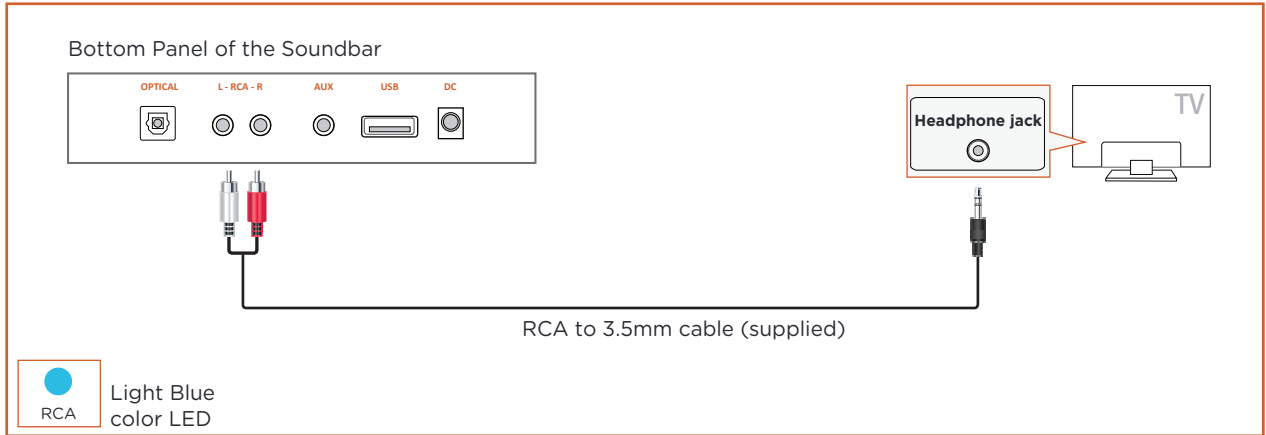 Bottom Panel of the Soundbar
OPTICAL L - RCA - R AUX USB DC
TV
Headphone jack
RCA to 3.5mm cable (supplied)
RCA
Light Blue
color LED